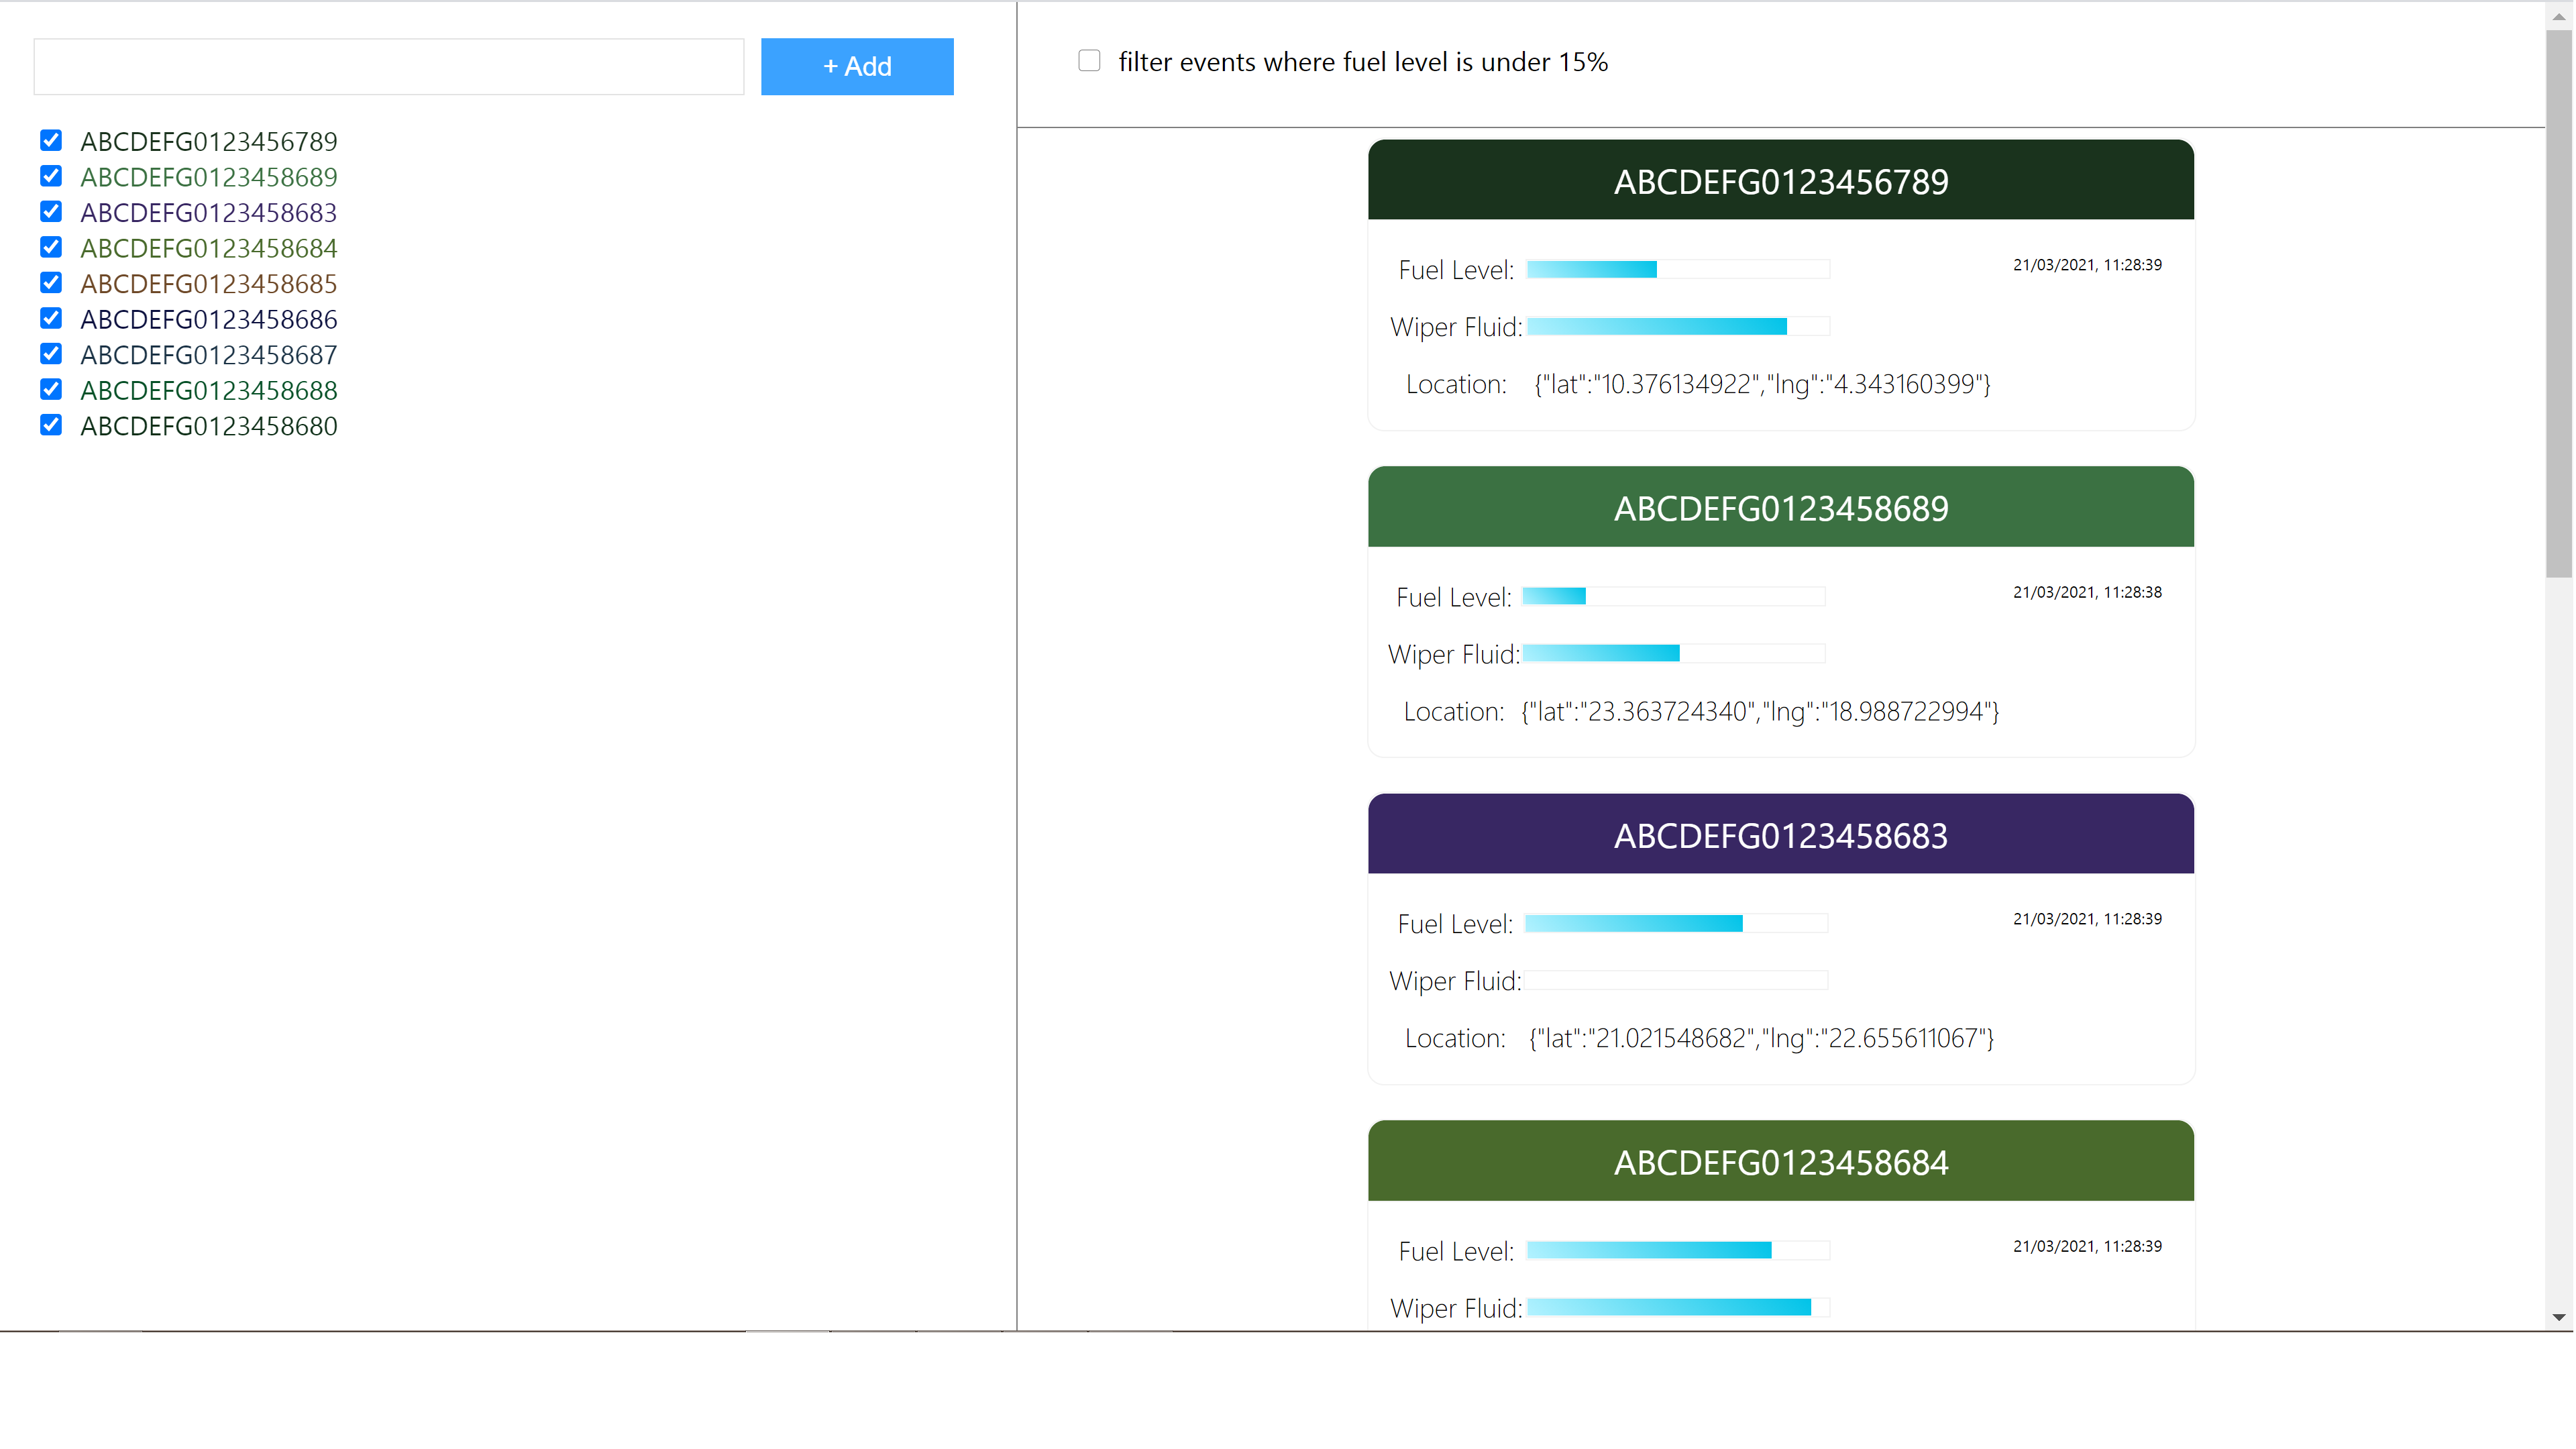 + Add
ABCDEFG0123456789
ABCDEFG0123458689
ABCDEFG0123458683
ABCDEFG0123458684
ABCDEFG0123458685
ABCDEFG0123458686
ABCDEFG0123458687
ABCDEFG0123458688
ABCDEFG0123458680
filter events where fuel level is under 15%
ABCDEFG0123456789
Fuel Level: 21/03/2021, 11:28:39
Wiper Fluid:
Location: {"lat":"10.376134922","lng":"4.343160399"}
ABCDEFG0123458689
Fuel Level: 21/03/2021, 11:28:38
Wiper Fluid:
Location: {"lat":"23.363724340","lng":"18.988722994"}
ABCDEFG0123458683
Fuel Level: 21/03/2021, 11:28:39
Wiper Fluid:
Location: {"lat":"21.021548682","lng":"22.655611067"}
ABCDEFG0123458684
Fuel Level: 21/03/2021, 11:28:39
Wiper Fluid: